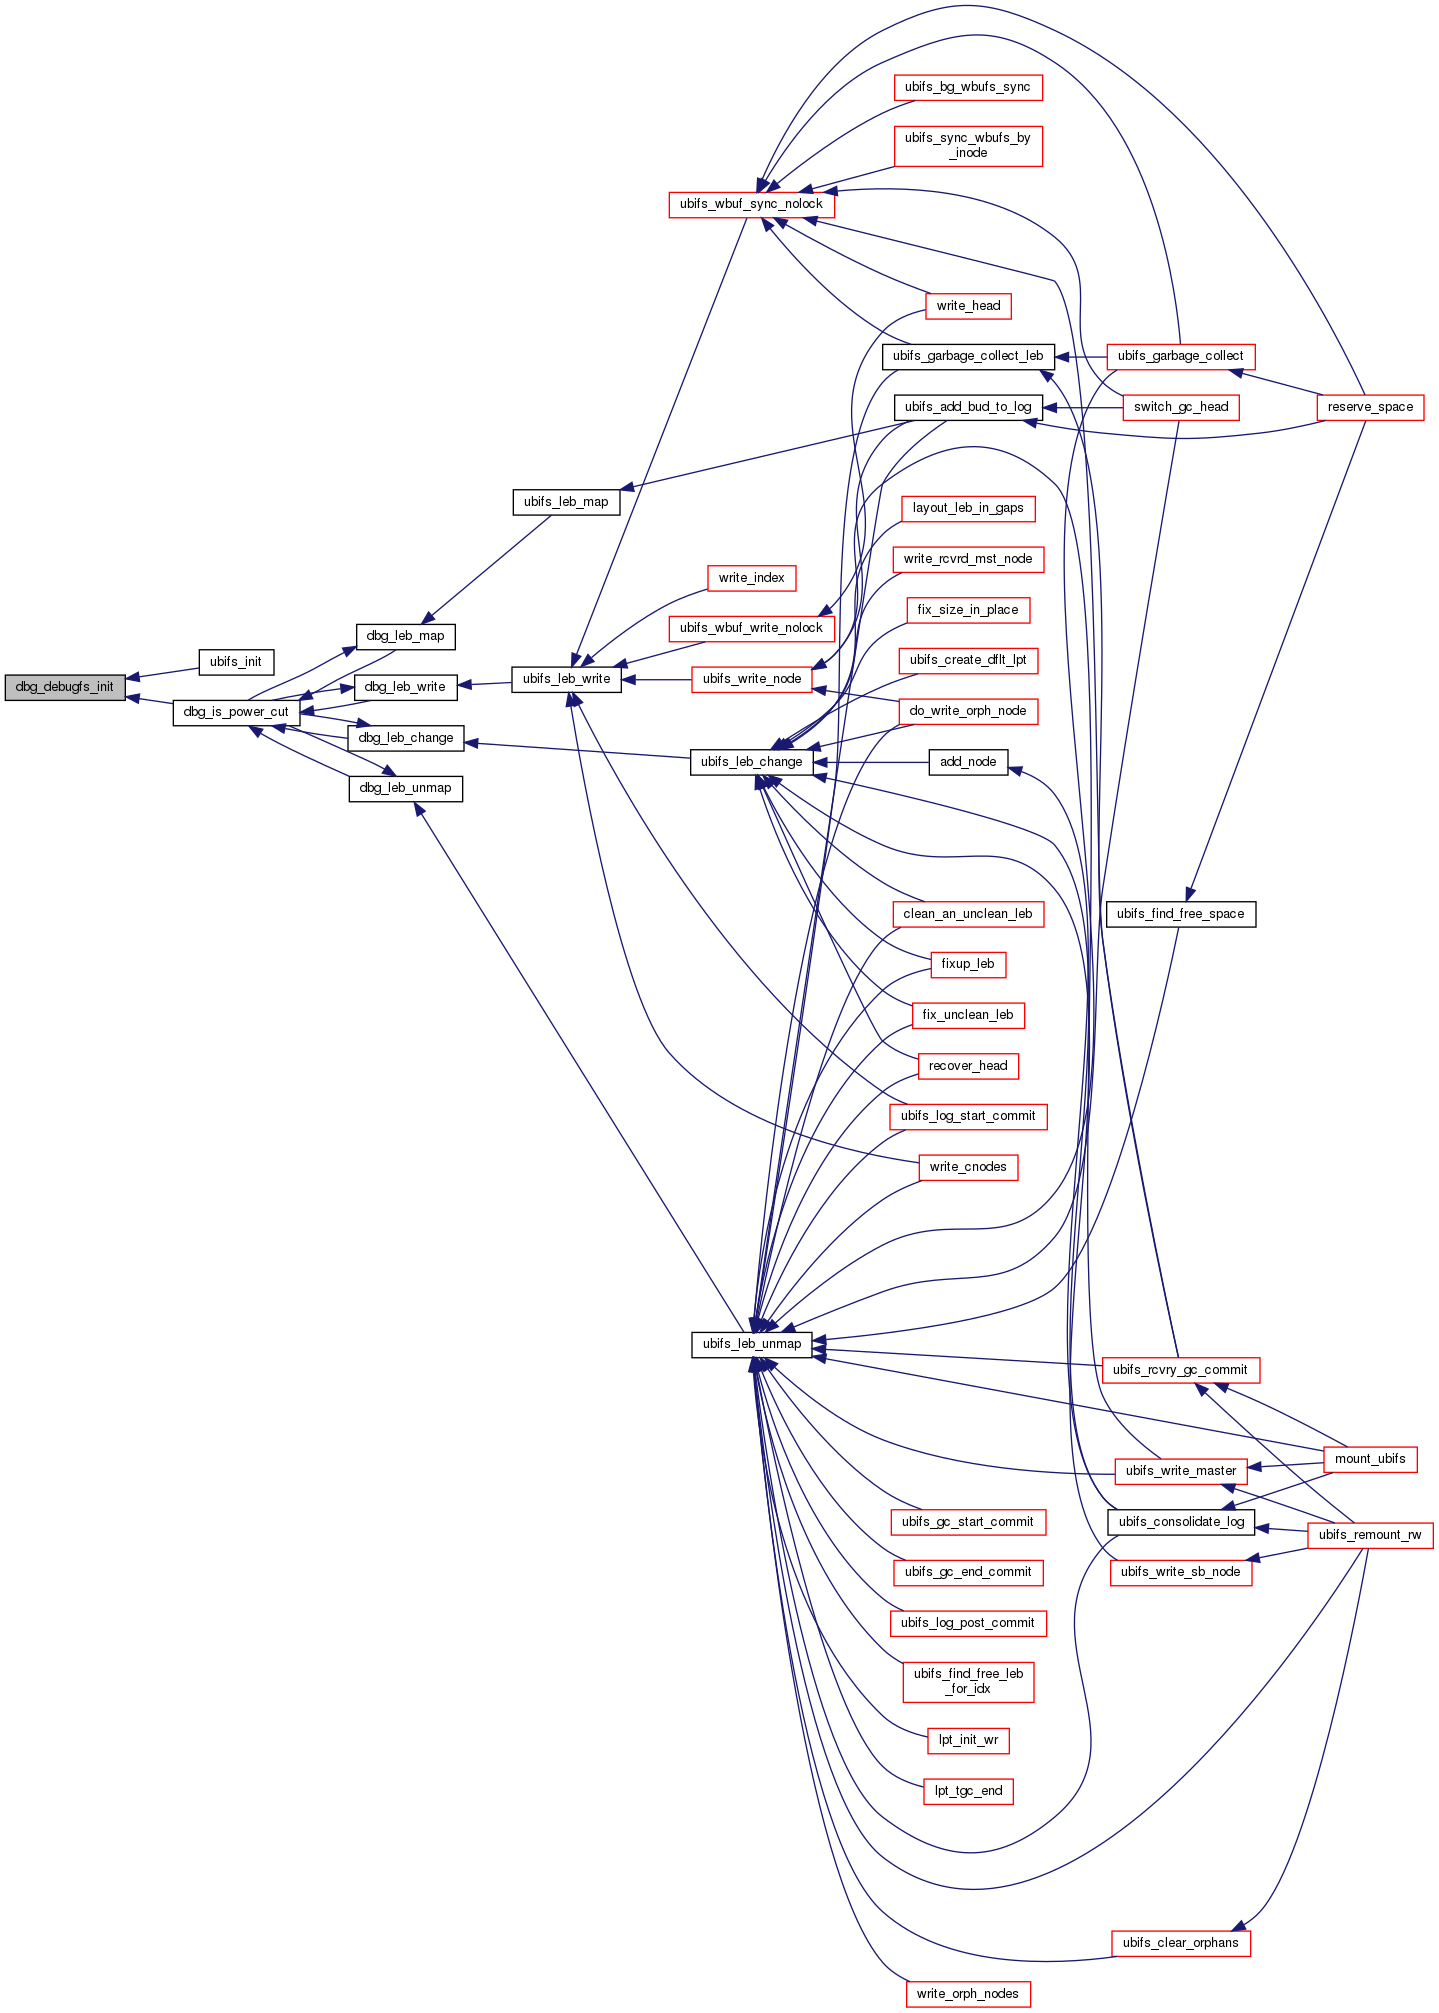 ubifs_bg_wbufs_sync
ubifs_sync_wbufs_by
_inode
ubifs_wbuf_sync_nolock
write_head
ubifs_garbage_collect_leb
ubifs_garbage_collect
ubifs_add_bud_to_log
switch_gc_head
reserve_space
ubifs_leb_map
layout_leb_in_gaps
write_rcvrd_mst_node
write_index
fix_size_in_place
ubifs_wbuf_write_nolock
dbg_leb_map
ubifs_init
ubifs_create_dflt_lpt
dbg_debugfs_init
dbg_leb_write
ubifs_leb_write
ubifs_write_node
dbg_is_power_cut
do_write_orph_node
dbg_leb_change
ubifs_leb_change
add_node
dbg_leb_unmap
clean_an_unclean_leb
ubifs_find_free_space
fixup_leb
fix_unclean_leb
recover_head
ubifs_log_start_commit
write_cnodes
ubifs_leb_unmap
ubifs_rcvry_gc_commit
mount_ubifs
ubifs_write_master
ubifs_gc_start_commit
ubifs_consolidate_log
ubifs_remount_rw
ubifs_gc_end_commit
ubifs_write_sb_node
ubifs_log_post_commit
ubifs_find_free_leb
_for_idx
lpt_init_wr
lpt_tgc_end
ubifs_clear_orphans
write_orph_nodes